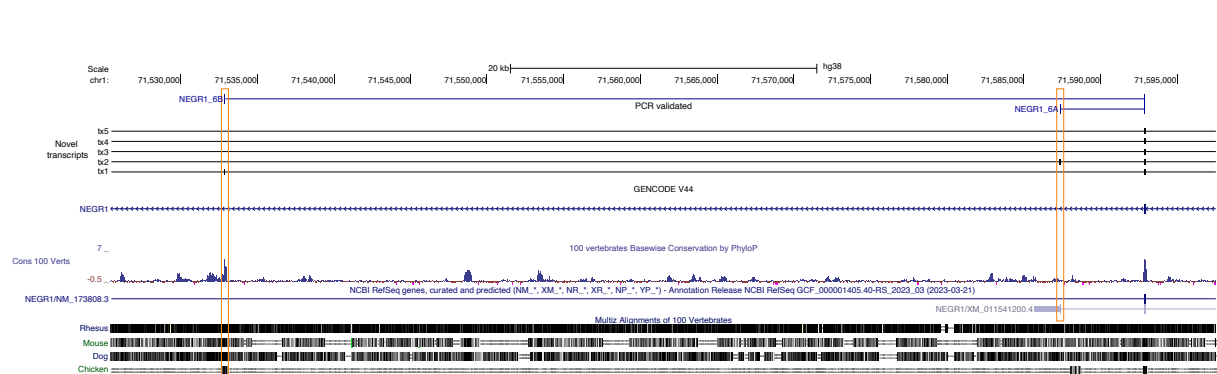 Scale 20 kb hg38
chr1: 71,530,000 71,535,000 71,540,000 71,545,000 71,550,000 71,555,000 71,560,000 71,565,000 71,570,000 71,575,000 71,580,000 71,585,000 71,590,000 71,595,000
NEGR1_6B
PCR validated
NEGR1_6A
Novel transcripts
tx5
tx4
tx3
tx2
tx1
GENCODE V44
NEGR1
7 _ 100 vertebrates Basewise Conservation by PhyloP
Cons 100 Verts
-0.5 _
NCBI RefSeq genes, curated and predicted (NM_*, XM_*, NR_*, XR_*, NP_*, YP_*) - Annotation Release NCBI RefSeq GCF_000001405.40-RS_2023_03 (2023-03-21)
NEGR1/NM_173808.3
NEGR1/XM_011541200.4
Multiz Alignments of 100 Vertebrates
Rhesus
Mouse
Dog
Chicken